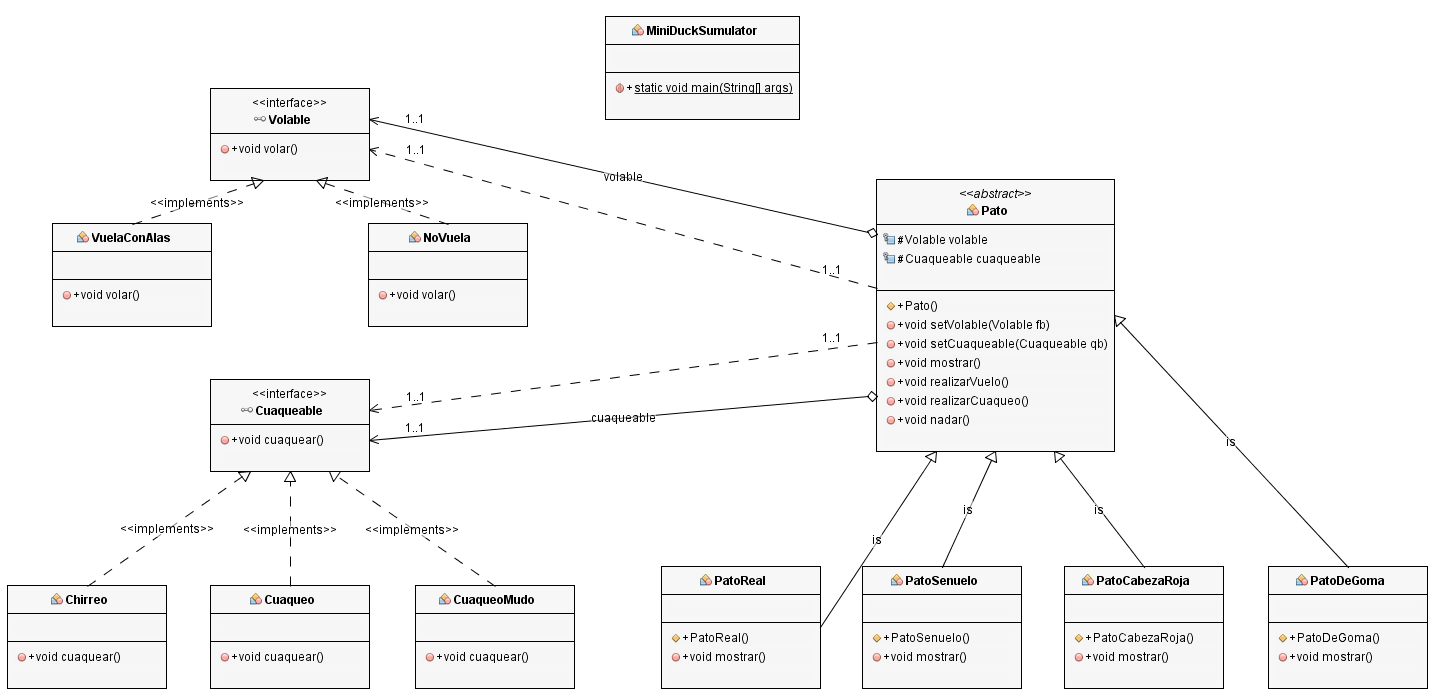 MiniDuckSumulator
+static void main(String[] args)
<<interface>>
Volable
+void volar()
1..1
1..1
volable
<<implements>>
<<implements>>
VuelaConAlas
+void volar()
NoVuela
+void volar()
<<abstract>>
Pato
#Volable volable
#Cuaqueable cuaqueable
+Pato()
+void setVolable(Volable fb)
+void setCuaqueable(Cuaqueable qb)
+void mostrar()
+void realizarVuelo()
+void realizarCuaqueo()
+void nadar()
1..1
1..1
<<interface>>
Cuaqueable
+void cuaquear()
1..1
1..1
cuaqueable
<<implements>>
<<implements>>
<<implements>>
is
is
is
is
Chirreo
+void cuaquear()
Cuaqueo
+void cuaquear()
CuaqueoMudo
+void cuaquear()
PatoReal
+PatoReal()
+void mostrar()
PatoSenuelo
+PatoSenuelo()
+void mostrar()
PatoCabezaRoja
+PatoCabezaRoja()
+void mostrar()
PatoDeGoma
+PatoDeGoma()
+void mostrar()